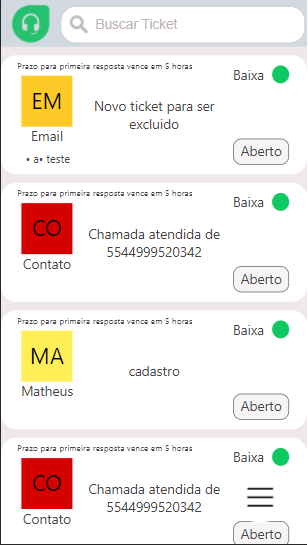 Buscar Ticket
Prazo para primeira resposta vence em 5 horas
Baixa
EM
Novo ticket para ser
excluido
Email
• a• teste
Aberto
Prazo para primeira resposta vence em 5 horas
Baixa
CO
Chamada atendida de
5544999520342
Contato
Aberto
Prazo para primeira resposta vence em 5 horas
Baixa
MA
cadastro
Matheus
Aberto
Prazo para primeira resposta vence em 5 horas
Baixa
CO
Chamada atendida de
5544999520342
Contato
Aberto